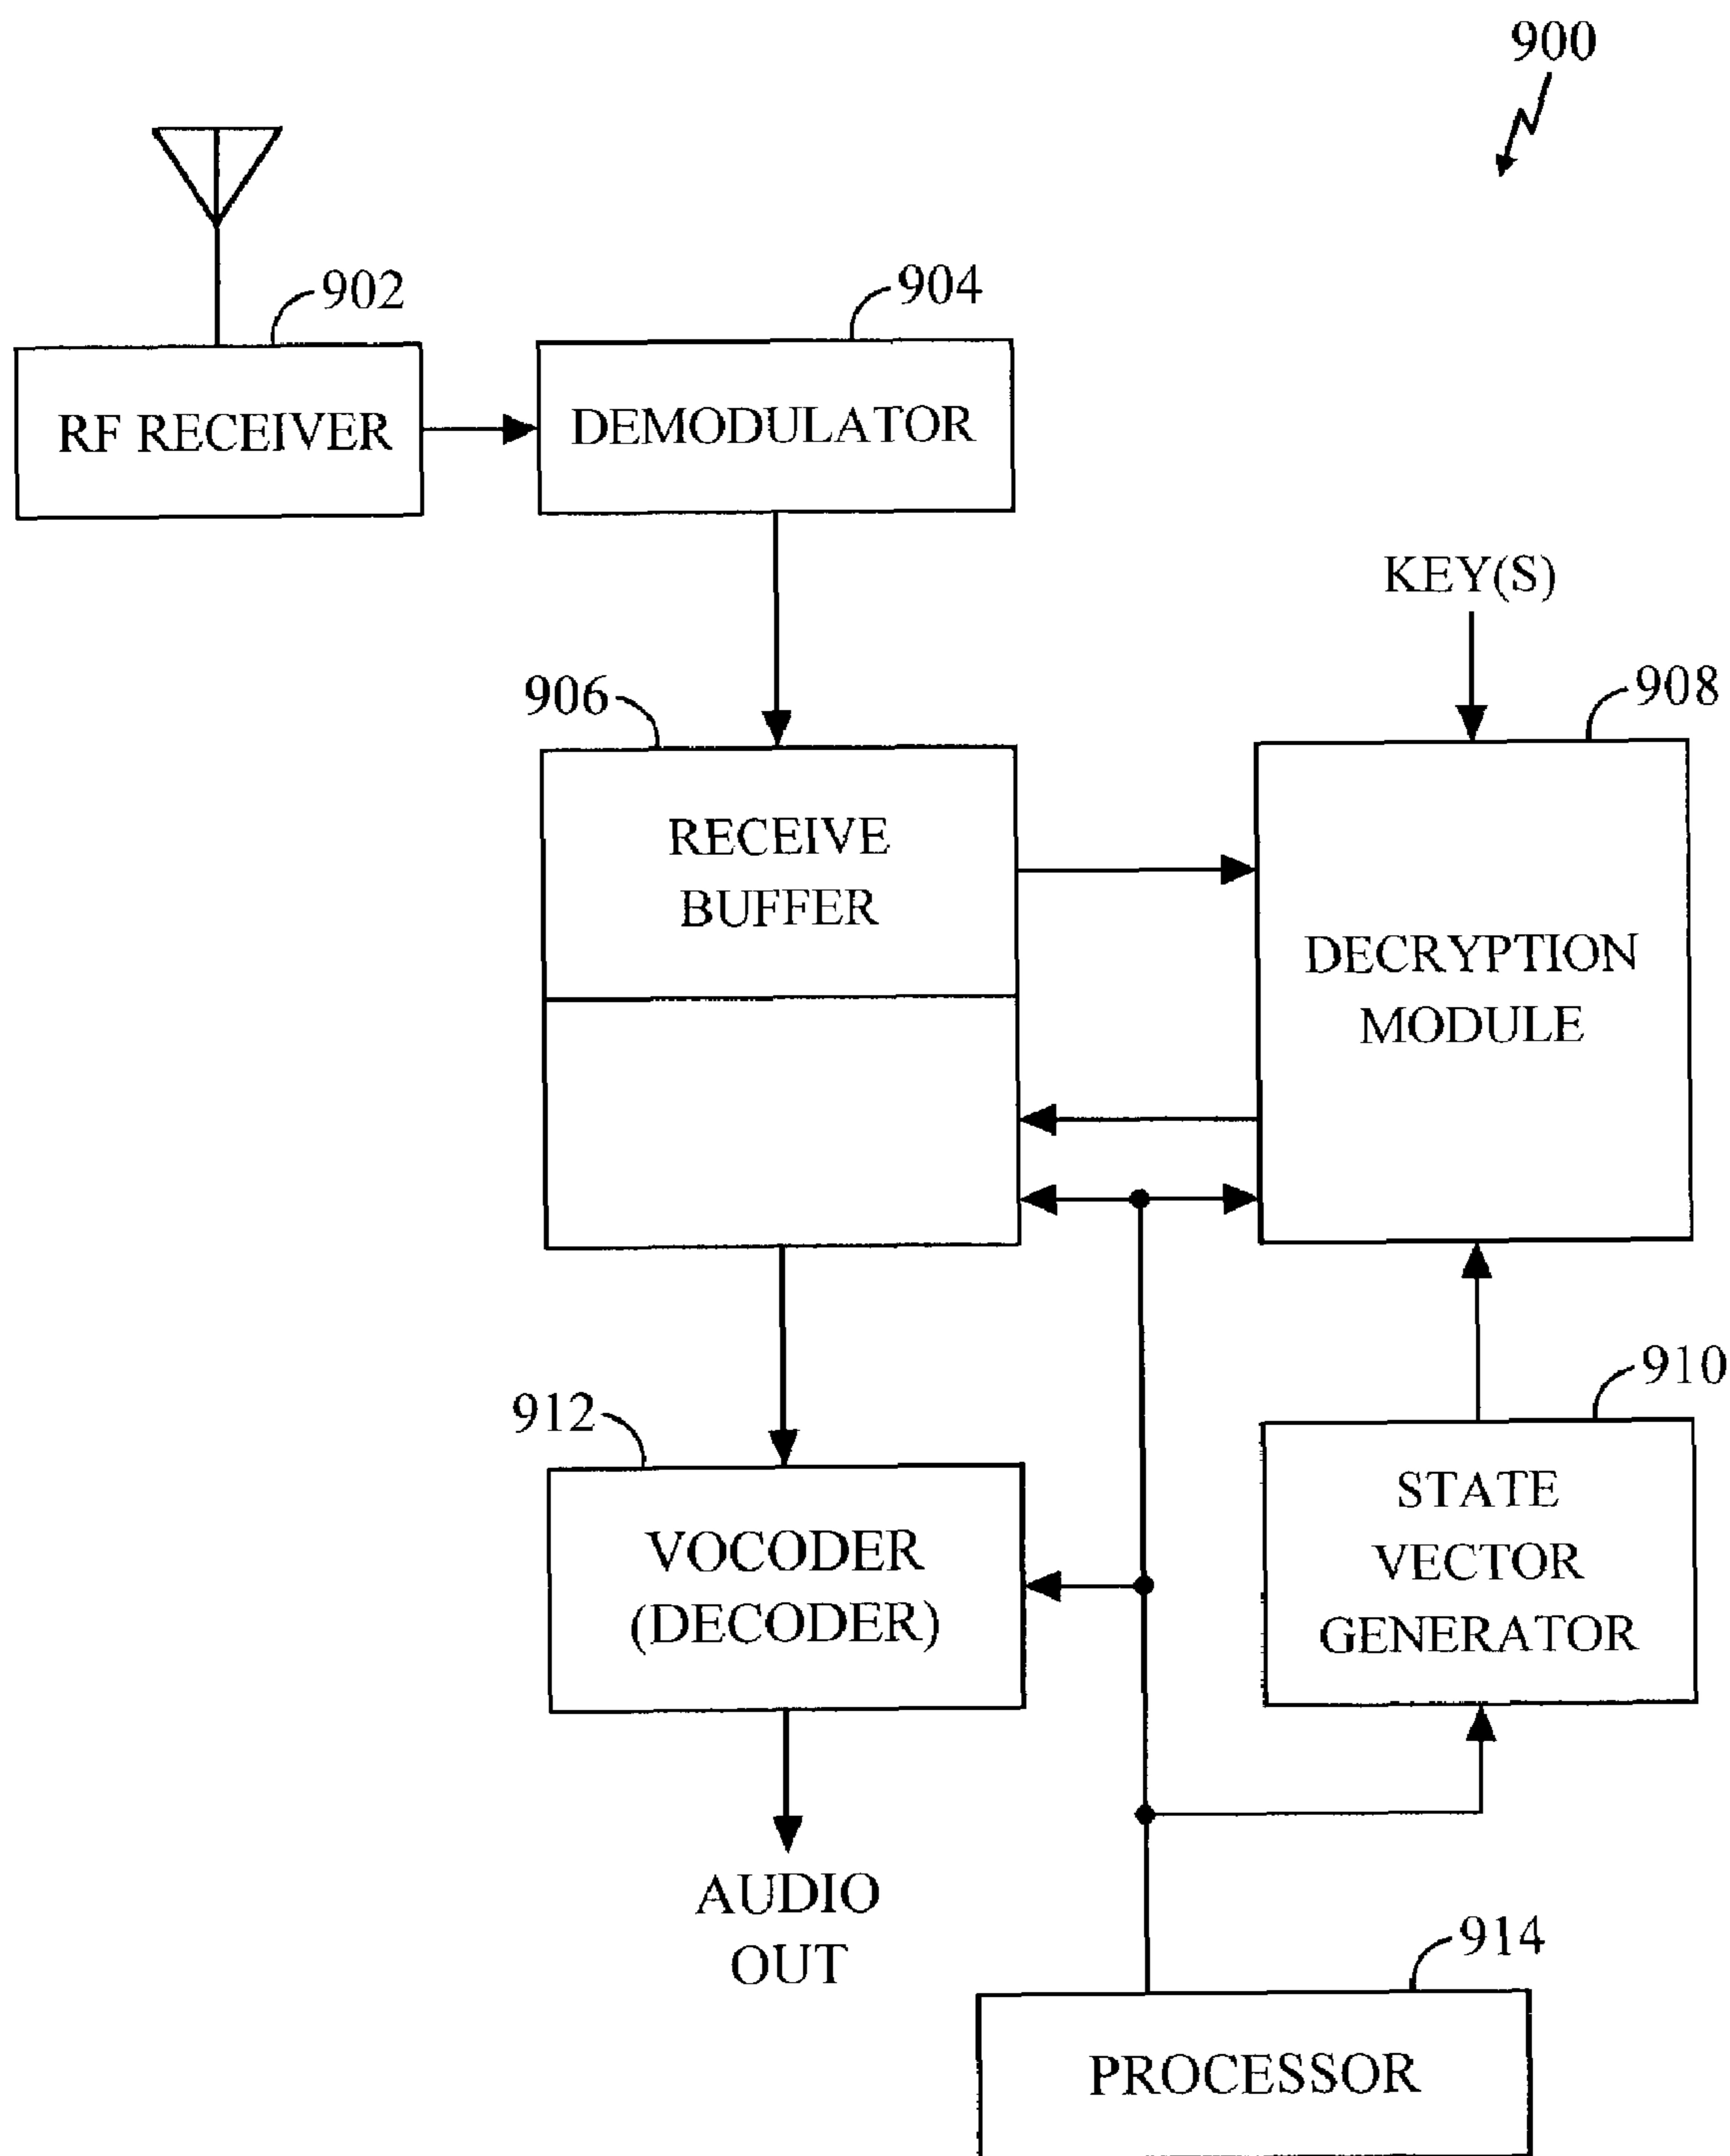 900
902
904
RF RECEIVER
DEMODULATOR
KEY(S)
906
908
RECEIVE
BUFFER
DECRYPTION
MODULE
910
912
STATE
VECTOR
GENERATOR
VOCODER
(DECODER)
AUDIO
OUT
914
PROCESSOR